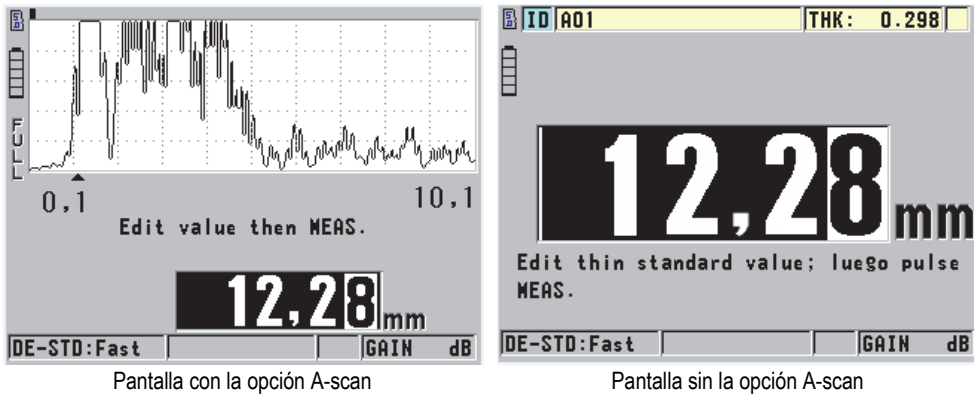 FULL
0,1
10,1
Edit value then MEAS.
12,28 mm
DE-STD:Fast
GAIN dB
Pantalla con la opción A-scan
ID A01 THK: 0.298
12,28 mm
Edit thin standard value; luego pulse
MEAS.
DE-STD:Fast
GAIN dB
Pantalla sin la opción A-scan